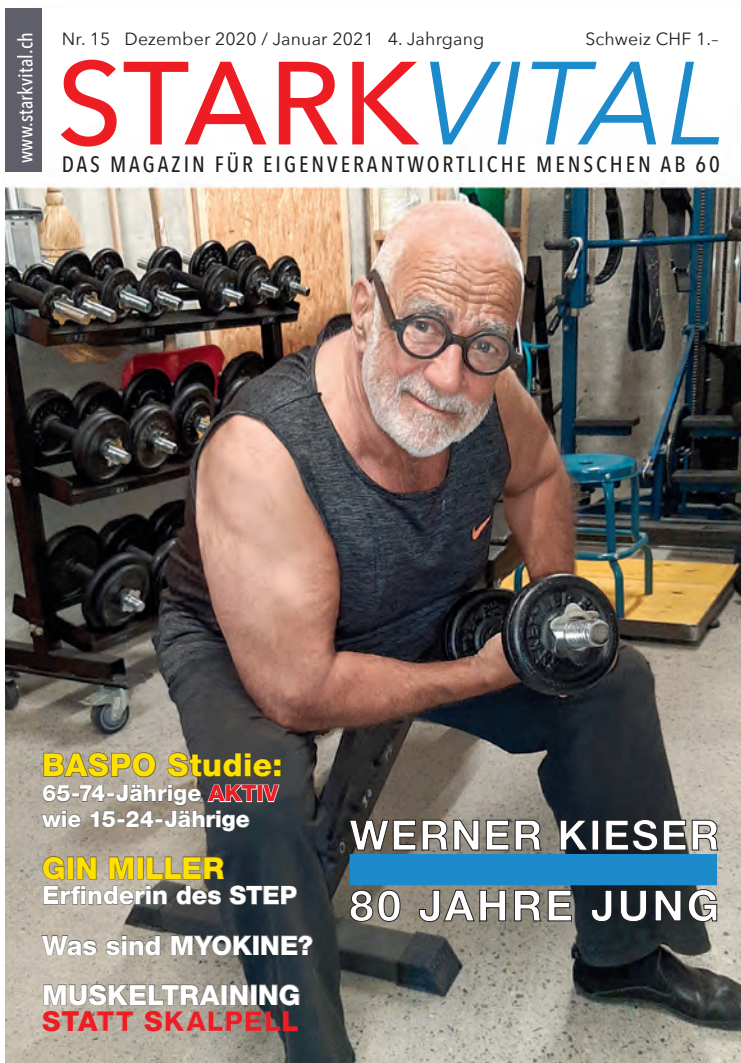 www.starkvital.ch
Nr. 15 Dezember 2020 / Januar 2021 4. Jahrgang Schweiz CHF 1.–
STARKVITAL
DAS MAGAZIN FÜR EIGENVERANTWORTLICHE MENSCHEN AB 60
BASPO Studie:
65-74-Jährige AKTIV
wie 15-24-Jährige
GIN MILLER
Erfinderin des STEP
Was sind MYOKINE?
MUSKELTRAINING
STATT SKALPELL
WERNER KIESER
80 JAHRE JUNG